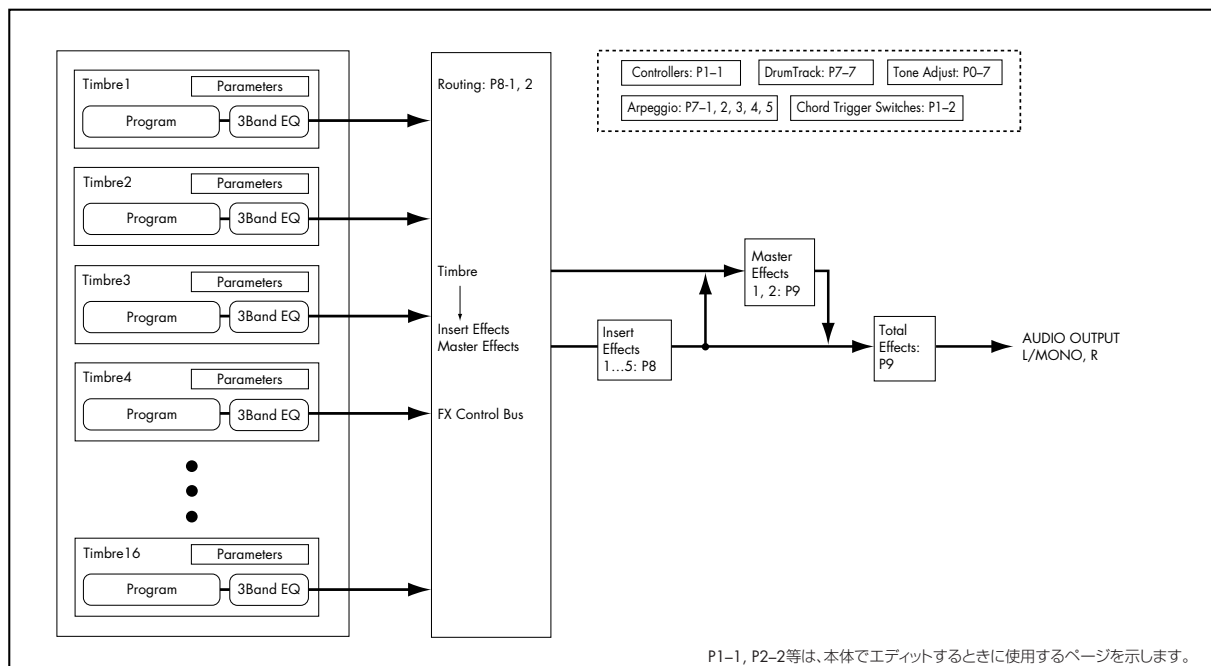 Timbre1
Parameters
Program
3Band EQ
Timbre2
Parameters
Program
3Band EQ
Timbre3
Parameters
Program
3Band EQ
Timbre4
Parameters
Program
3Band EQ
Timbre16
Parameters
Program
3Band EQ
Routing: P8-1, 2
Timbre
Insert Effects
Master Effects
FX Control Bus
Controllers: P1–1
DrumTrack: P7–7
Tone Adjust: P0–7
Arpeggio: P7–1, 2, 3, 4, 5
Chord Trigger Switches: P1–2
Insert
Effects
1...5: P8
Master
Effects
1, 2: P9
Total
Effects:
P9
AUDIO OUTPUT
L/MONO, R
P1–1, P2–2等は、本体でエディットするときに使用するページを示します。